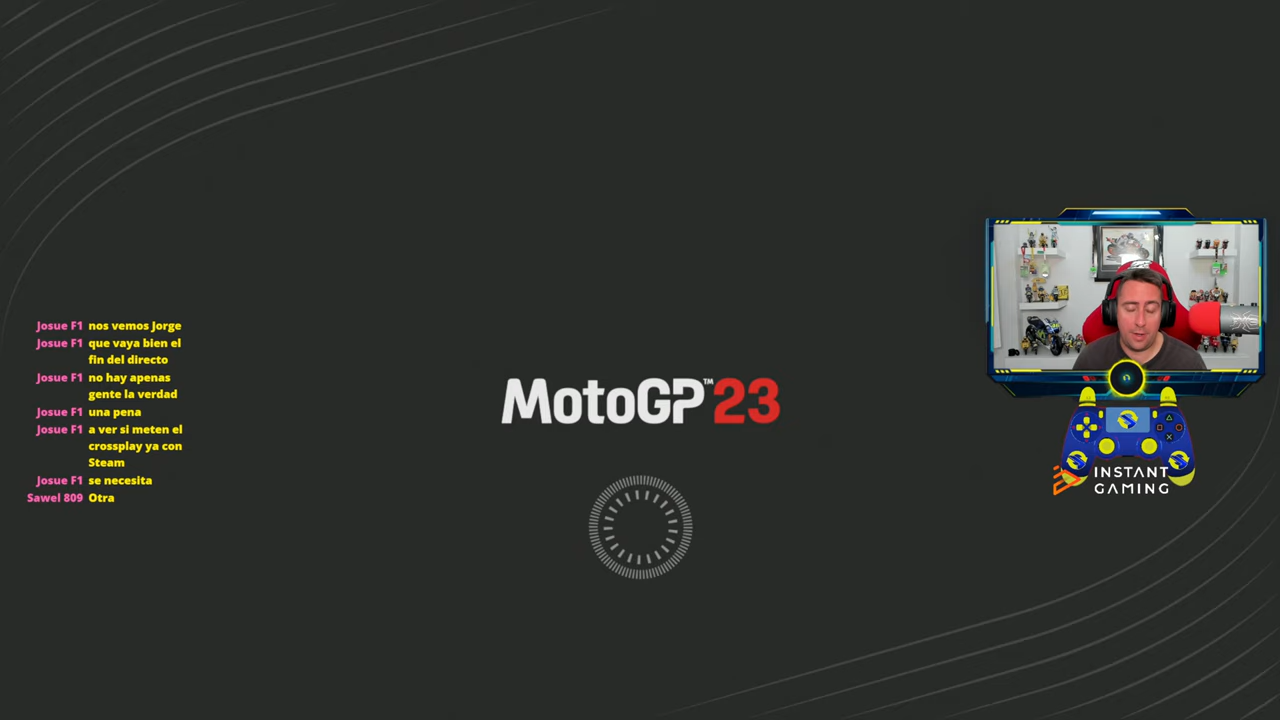 Josue F1 nos vemos Jorge
Josue F1 que vaya bien el
fin del directo
Josue F1 no hay apenas
gente la verdad
Josue F1 una pena
Josue F1 a ver si meten el
crossplay ya con
Steam
Josue F1 se necesita
Sawel 809 Otra
MotoGP™23
INSTANT
GAMING